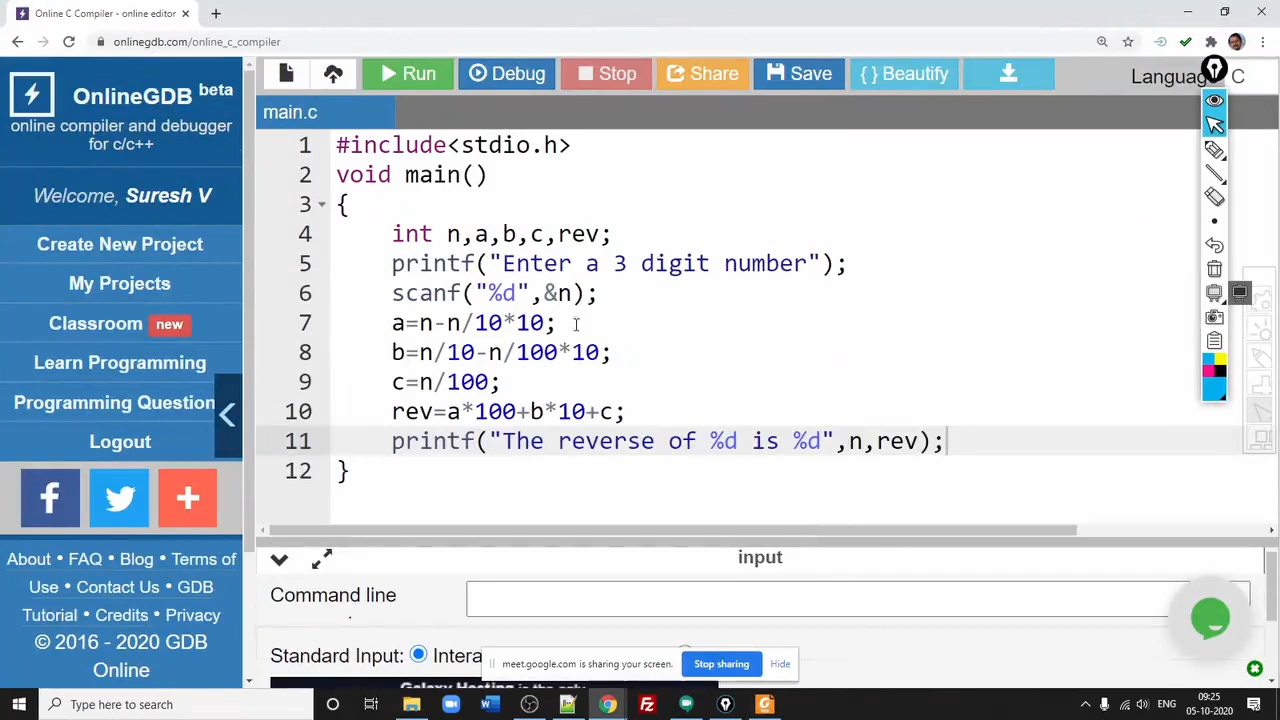 Online C Compiler - online editor
onlinegdb.com/online_c_compiler
OnlineGDB beta
online compiler and debugger
for c/c++
Welcome, Suresh V
Create New Project
My Projects
Classroom new
Learn Programming
Programming Question
Logout
About • FAQ • Blog • Terms of
Use • Contact Us • GDB
Tutorial • Credits • Privacy
© 2016 - 2020 GDB
Online
Run Debug Stop Share Save { } Beautify Language C
main.c
1 #include<stdio.h>
2 void main()
3 {
4 int n,a,b,c,rev;
5 printf("Enter a 3 digit number");
6 scanf("%d",&n);
7 a=n-n/10*10;
8 b=n/10-n/100*10;
9 c=n/100;
10 rev=a*100+b*10+c;
11 printf("The reverse of %d is %d",n,rev);
12 }
input
Command line
Standard Input: Intera
meet.google.com is sharing your screen. Stop sharing Hide
Type here to search
ENG
09:25
05-10-2020